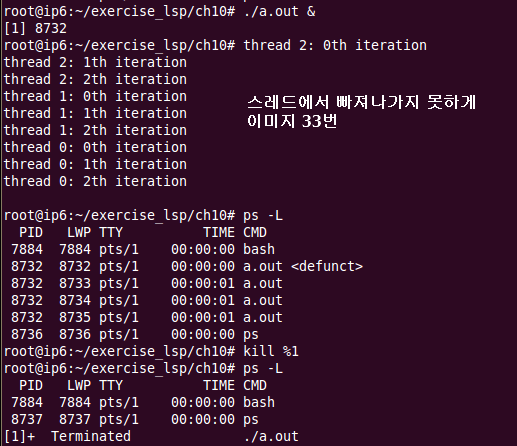 root@ip6:~/exercise_lsp/ch10# ./a.out &
[1] 8732
root@ip6:~/exercise_lsp/ch10# thread 2: 0th iteration
thread 2: 1th iteration
thread 2: 2th iteration
thread 1: 0th iteration
thread 1: 1th iteration
thread 1: 2th iteration
thread 0: 0th iteration
thread 0: 1th iteration
thread 0: 2th iteration
스레드에서 빠져나가지 못하게
이미지 33번
root@ip6:~/exercise_lsp/ch10# ps -L
PID LWP TTY TIME CMD
7884 7884 pts/1 00:00:00 bash
8732 8732 pts/1 00:00:00 a.out <defunct>
8732 8733 pts/1 00:00:01 a.out
8732 8734 pts/1 00:00:01 a.out
8732 8735 pts/1 00:00:01 a.out
8736 8736 pts/1 00:00:00 ps
root@ip6:~/exercise_lsp/ch10# kill %1
root@ip6:~/exercise_lsp/ch10# ps -L
PID LWP TTY TIME CMD
7884 7884 pts/1 00:00:00 bash
8737 8737 pts/1 00:00:00 ps
[1]+ Terminated ./a.out